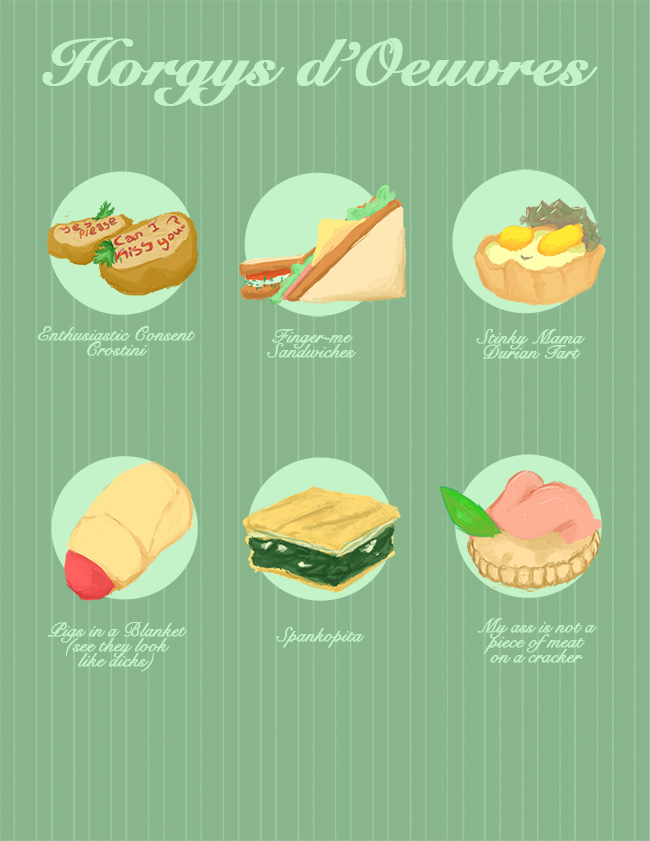 Horgys d'Oeuvres
Yes Please
Can I Kiss you?
Enthusiastic Consent
Crostini
Finger-me
Sandwiches
Stinky Mama
Durian Tart
Pigs in a Blanket
(see they look
like dicks)
Spankopita
My ass is not a
piece of meat
on a cracker